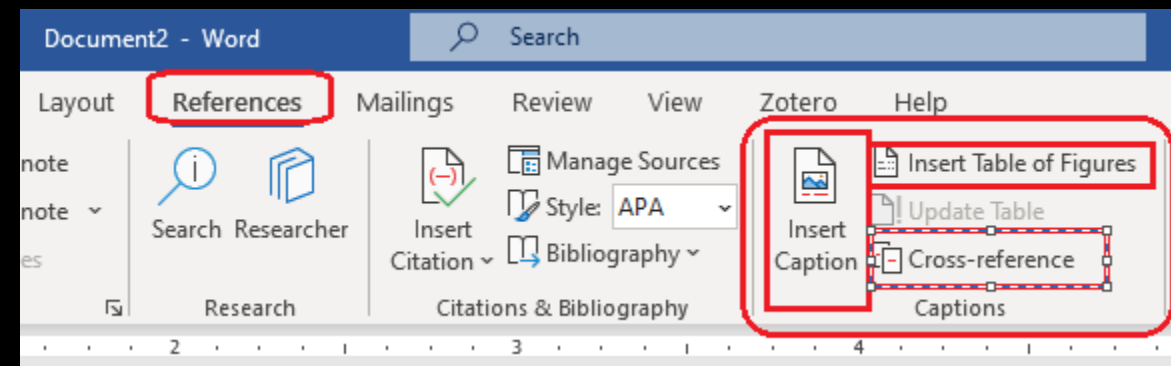 Document2 - Word
Search
Layout References Mailings Review View Zotero Help
note
note
es
Search Researcher
Research
Insert Citation
Manage Sources
Style: APA
Bibliography
Citations & Bibliography
Insert Caption
Insert Table of Figures
Update Table
Cross-reference
Captions
2 3 4